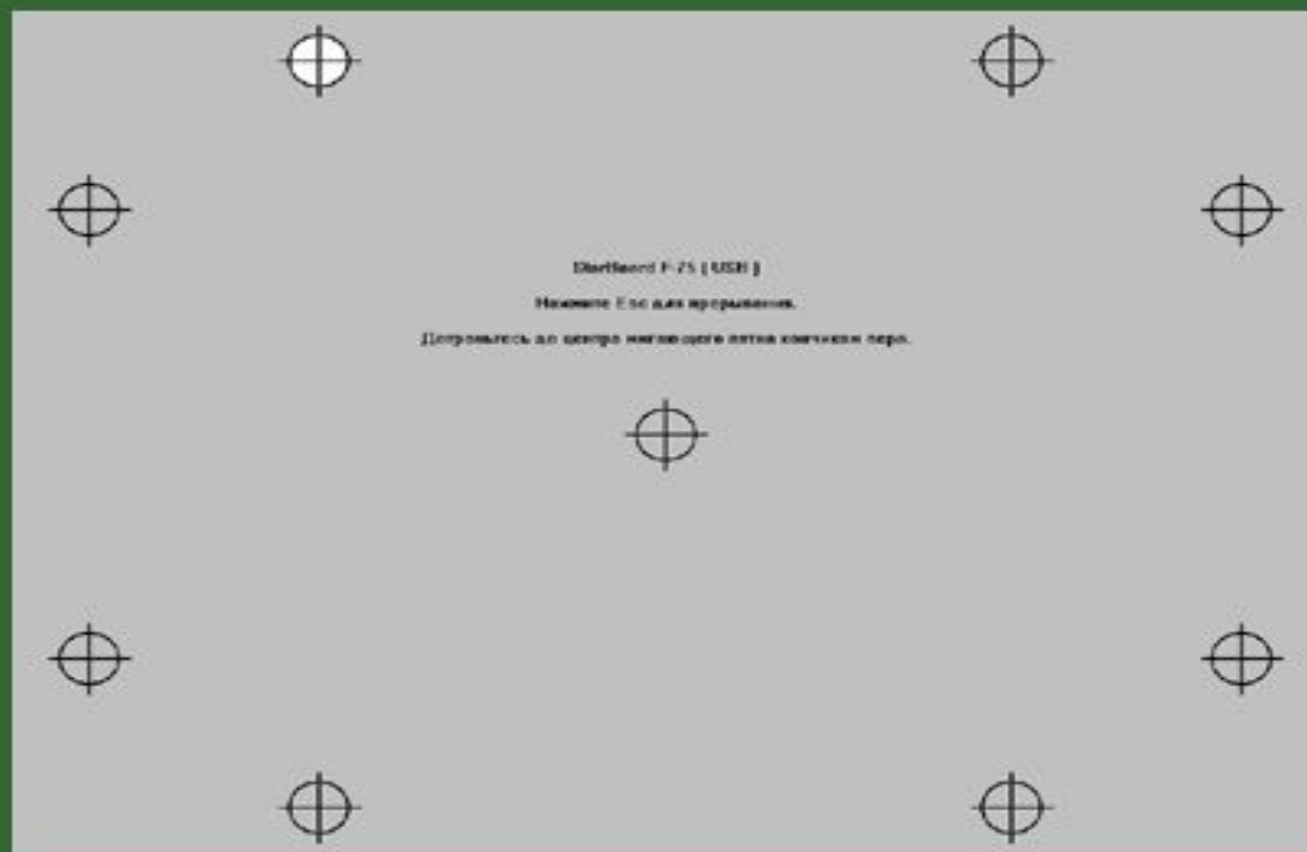 StarBoard F-75 [ USB ]
Нажмите Esc для прерывания.
Дотроньтесь до центра мигающего пятна кончиком пера.